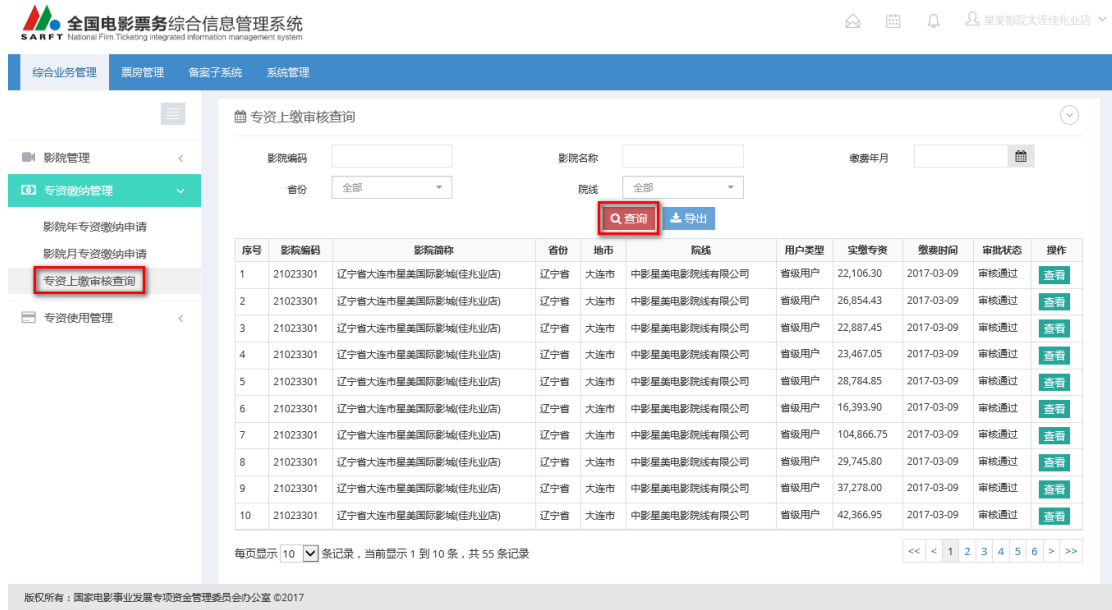 全国电影票务综合信息管理系统
SARFT National Film Ticketing integrated information management system
星美影院大连佳兆业店
综合业务管理 票房管理 备案子系统 系统管理
专资上缴审核查询
影院管理
专资缴纳管理
影院年专资缴纳申请
影院月专资缴纳申请
专资上缴审核查询
专资使用管理
影院编码 影院名称 缴费年月
省份 全部 院线 全部
查询 导出
序号 影院编码 影院简称 省份 地市 院线 用户类型 实缴专资 缴费时间 审批状态 操作
1 21023301 辽宁省大连市星美国际影城(佳兆业店) 辽宁省 大连市 中影星美电影院线有限公司 省级用户 22,106.30 2017-03-09 审核通过 查看
2 21023301 辽宁省大连市星美国际影城(佳兆业店) 辽宁省 大连市 中影星美电影院线有限公司 省级用户 26,854.43 2017-03-09 审核通过 查看
3 21023301 辽宁省大连市星美国际影城(佳兆业店) 辽宁省 大连市 中影星美电影院线有限公司 省级用户 22,887.45 2017-03-09 审核通过 查看
4 21023301 辽宁省大连市星美国际影城(佳兆业店) 辽宁省 大连市 中影星美电影院线有限公司 省级用户 23,467.05 2017-03-09 审核通过 查看
5 21023301 辽宁省大连市星美国际影城(佳兆业店) 辽宁省 大连市 中影星美电影院线有限公司 省级用户 28,784.85 2017-03-09 审核通过 查看
6 21023301 辽宁省大连市星美国际影城(佳兆业店) 辽宁省 大连市 中影星美电影院线有限公司 省级用户 16,393.90 2017-03-09 审核通过 查看
7 21023301 辽宁省大连市星美国际影城(佳兆业店) 辽宁省 大连市 中影星美电影院线有限公司 省级用户 104,866.75 2017-03-09 审核通过 查看
8 21023301 辽宁省大连市星美国际影城(佳兆业店) 辽宁省 大连市 中影星美电影院线有限公司 省级用户 29,745.80 2017-03-09 审核通过 查看
9 21023301 辽宁省大连市星美国际影城(佳兆业店) 辽宁省 大连市 中影星美电影院线有限公司 省级用户 37,278.00 2017-03-09 审核通过 查看
10 21023301 辽宁省大连市星美国际影城(佳兆业店) 辽宁省 大连市 中影星美电影院线有限公司 省级用户 42,366.95 2017-03-09 审核通过 查看
每页显示 10 条记录，当前显示 1 到 10 条，共 55 条记录 << < 1 2 3 4 5 6 > >>
版权所有：国家电影事业发展专项资金管理委员会办公室 ©2017